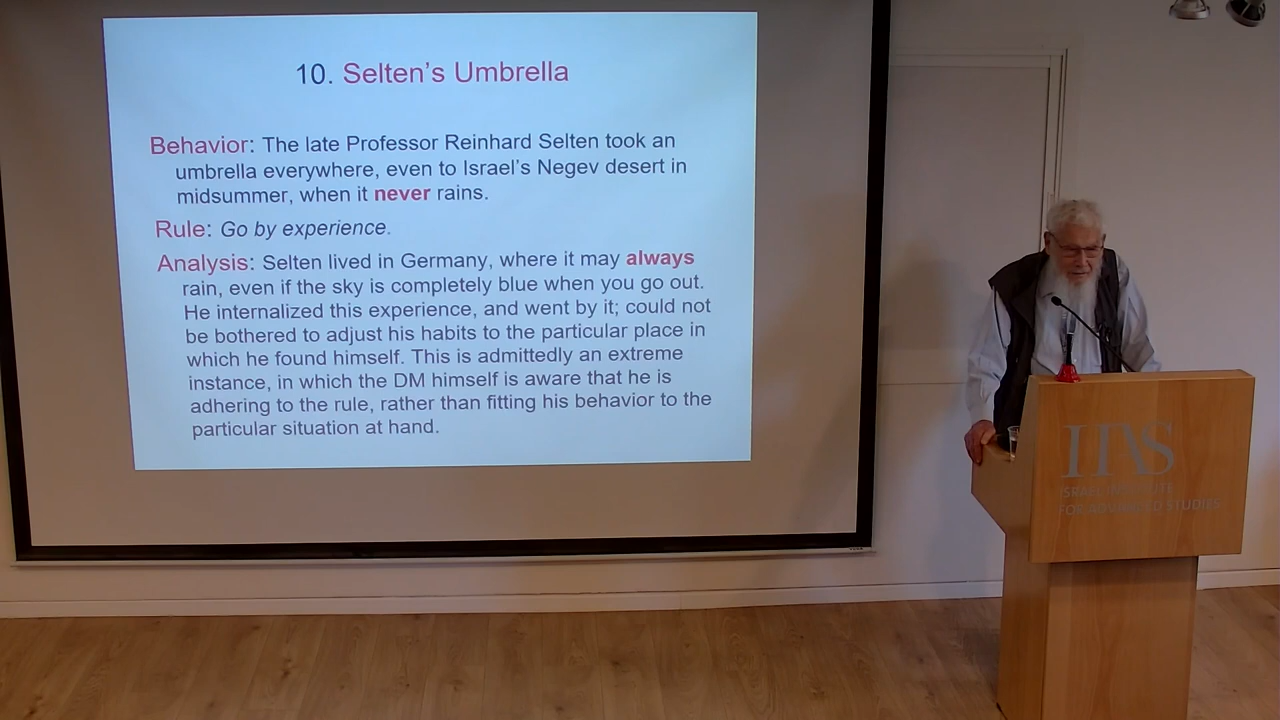 10. Selten's Umbrella
Behavior: The late Professor Reinhard Selten took an
umbrella everywhere, even to Israel's Negev desert in
midsummer, when it never rains.
Rule: Go by experience.
Analysis: Selten lived in Germany, where it may always
rain, even if the sky is completely blue when you go out.
He internalized this experience, and went by it; could not
be bothered to adjust his habits to the particular place in
which he found himself. This is admittedly an extreme
instance, in which the DM himself is aware that he is
adhering to the rule, rather than fitting his behavior to the
particular situation at hand.
IIAS
ISRAEL INSTITUTE
FOR ADVANCED STUDIES